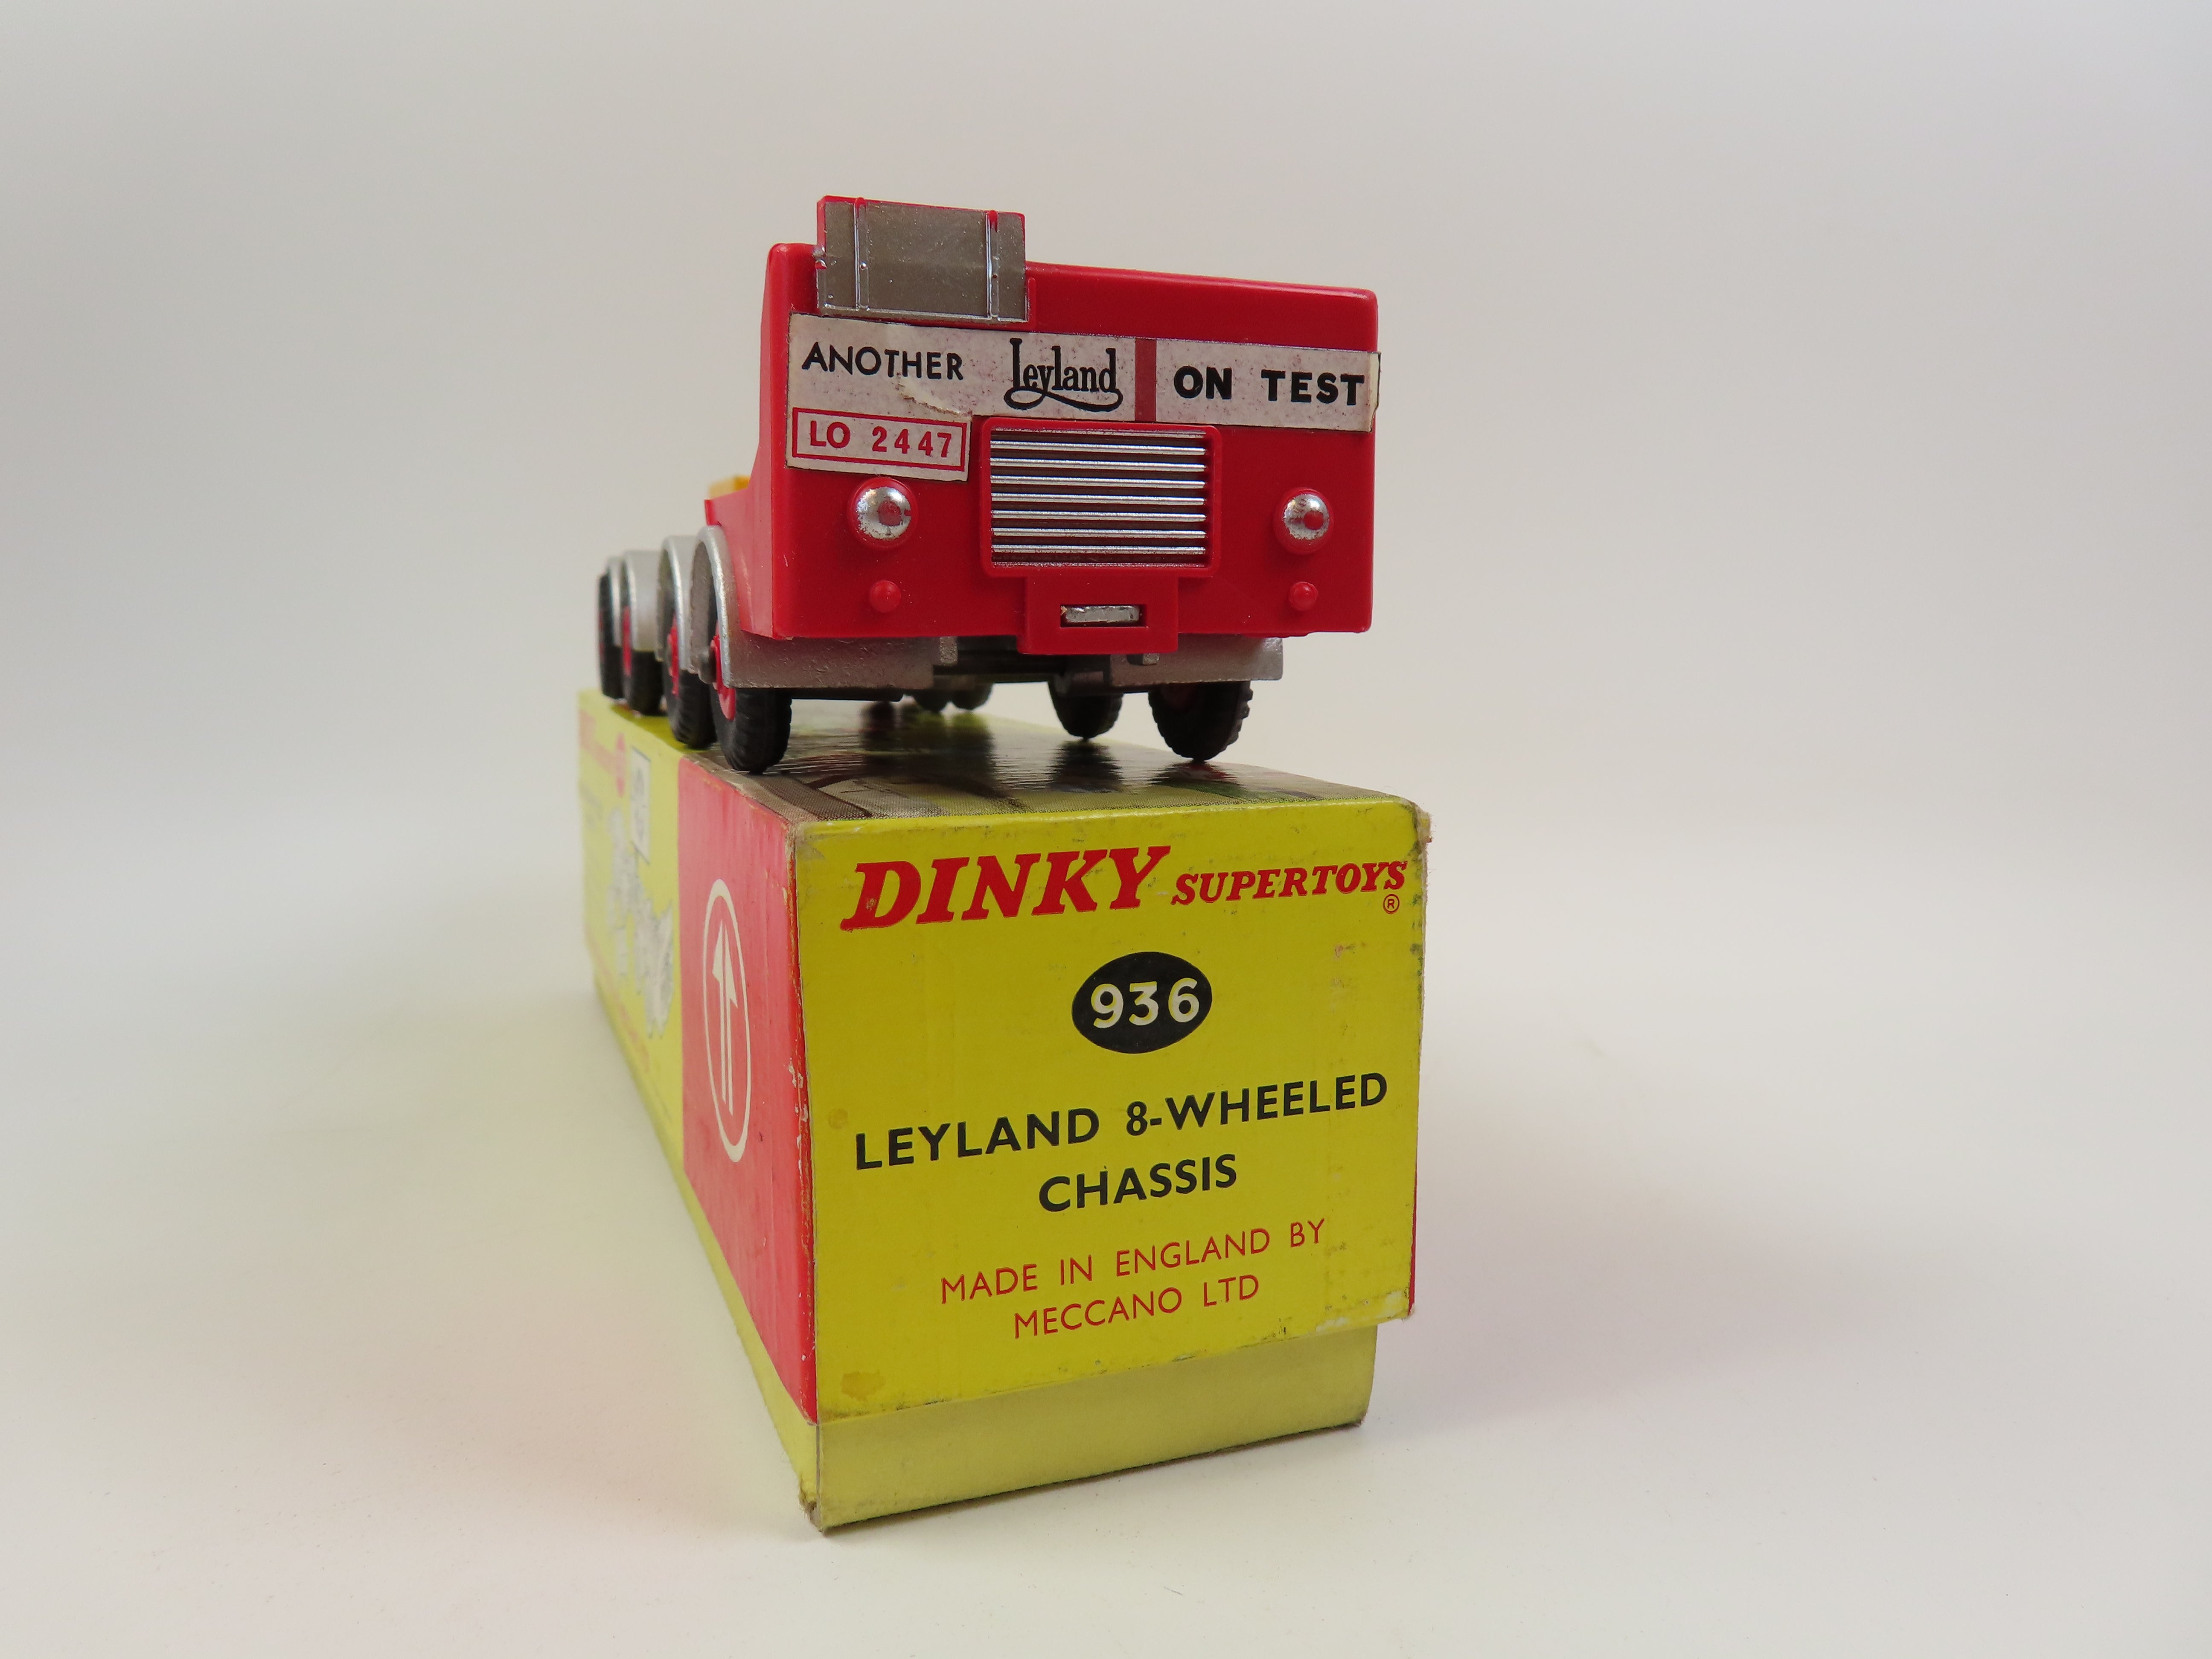 ANOTHER Leyland ON TEST
LO 2447
DINKY SUPERTOYS
®
936
LEYLAND 8-WHEELED
CHASSIS
MADE IN ENGLAND BY
MECCANO LTD